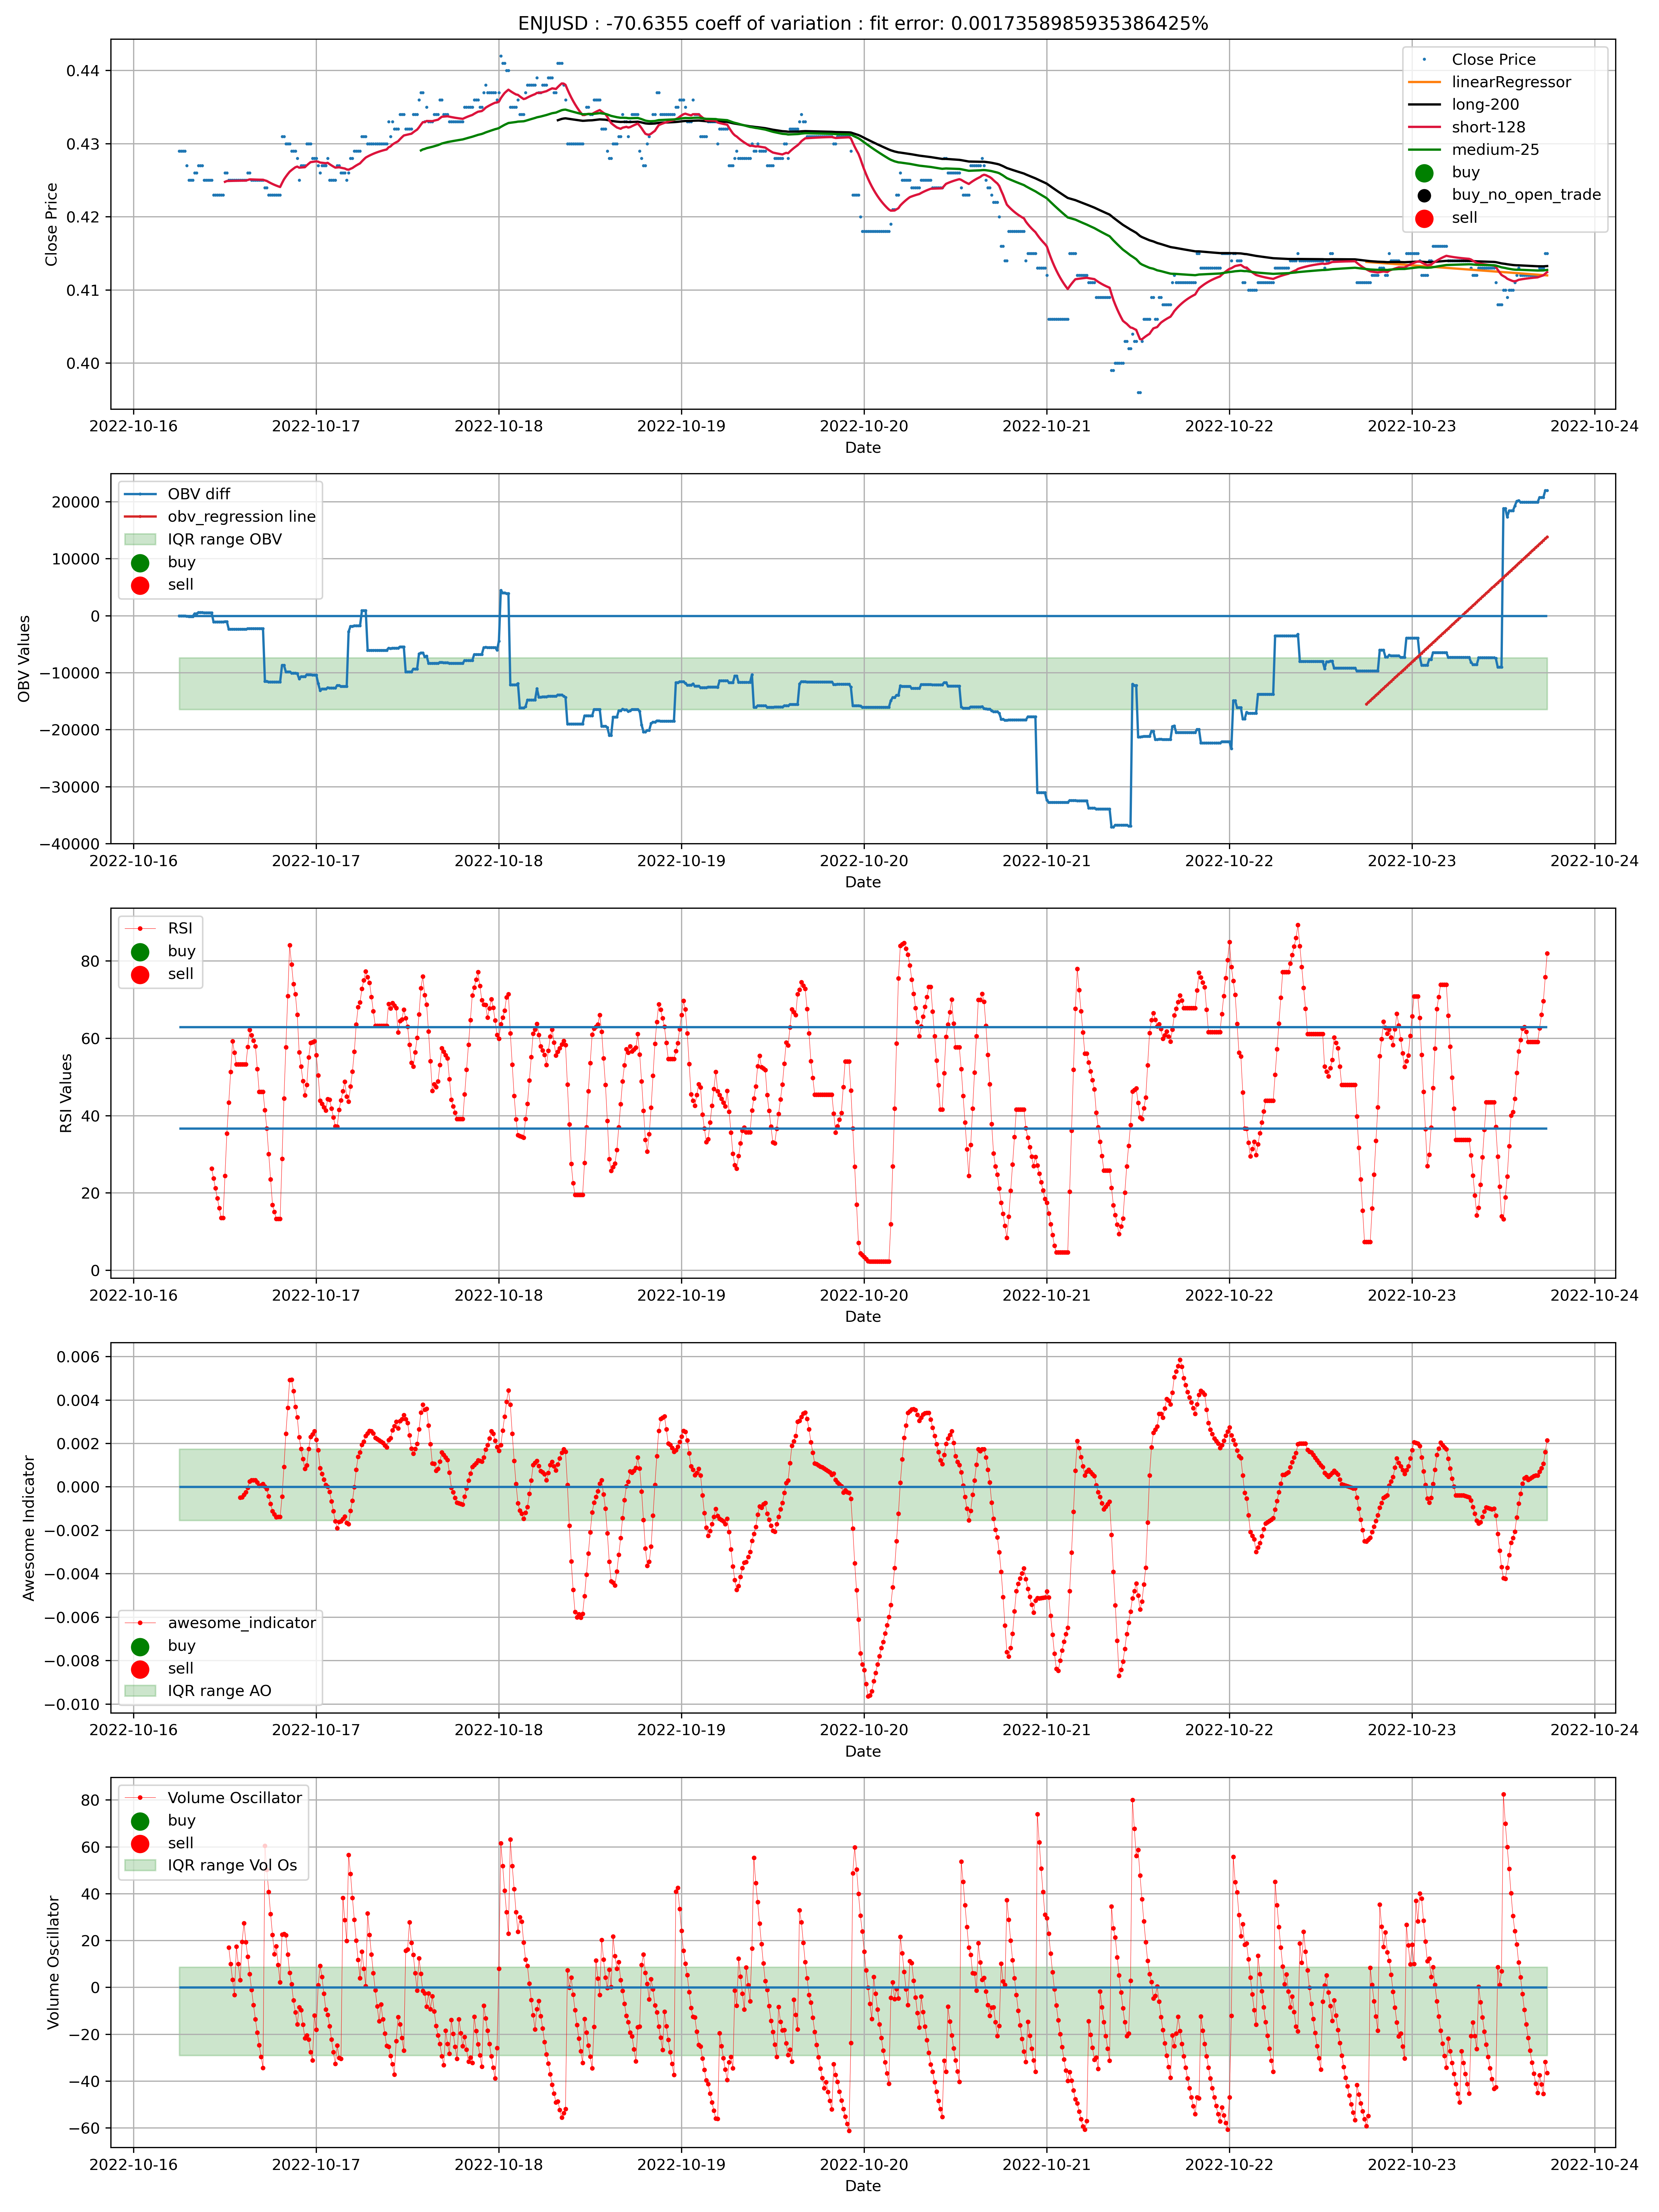 ENJUSD : -70.6355 coeff of variation : fit error: 0.0017358985935386425%
Close Price
0.44
0.43
0.42
0.41
0.40
Close Price
linearRegressor
long-200
short-128
medium-25
buy
buy_no_open_trade
sell
2022-10-16 2022-10-17 2022-10-18 2022-10-19 2022-10-20 2022-10-21 2022-10-22 2022-10-23 2022-10-24
Date
OBV Values
20000
10000
0
−10000
−20000
−30000
−40000
OBV diff
obv_regression line
IQR range OBV
buy
sell
2022-10-16 2022-10-17 2022-10-18 2022-10-19 2022-10-20 2022-10-21 2022-10-22 2022-10-23 2022-10-24
Date
RSI Values
80
60
40
20
0
RSI
buy
sell
2022-10-16 2022-10-17 2022-10-18 2022-10-19 2022-10-20 2022-10-21 2022-10-22 2022-10-23 2022-10-24
Date
Awesome Indicator
0.006
0.004
0.002
0.000
−0.002
−0.004
−0.006
−0.008
−0.010
awesome_indicator
buy
sell
IQR range AO
2022-10-16 2022-10-17 2022-10-18 2022-10-19 2022-10-20 2022-10-21 2022-10-22 2022-10-23 2022-10-24
Date
Volume Oscillator
80
60
40
20
0
−20
−40
−60
Volume Oscillator
buy
sell
IQR range Vol Os
2022-10-16 2022-10-17 2022-10-18 2022-10-19 2022-10-20 2022-10-21 2022-10-22 2022-10-23 2022-10-24
Date